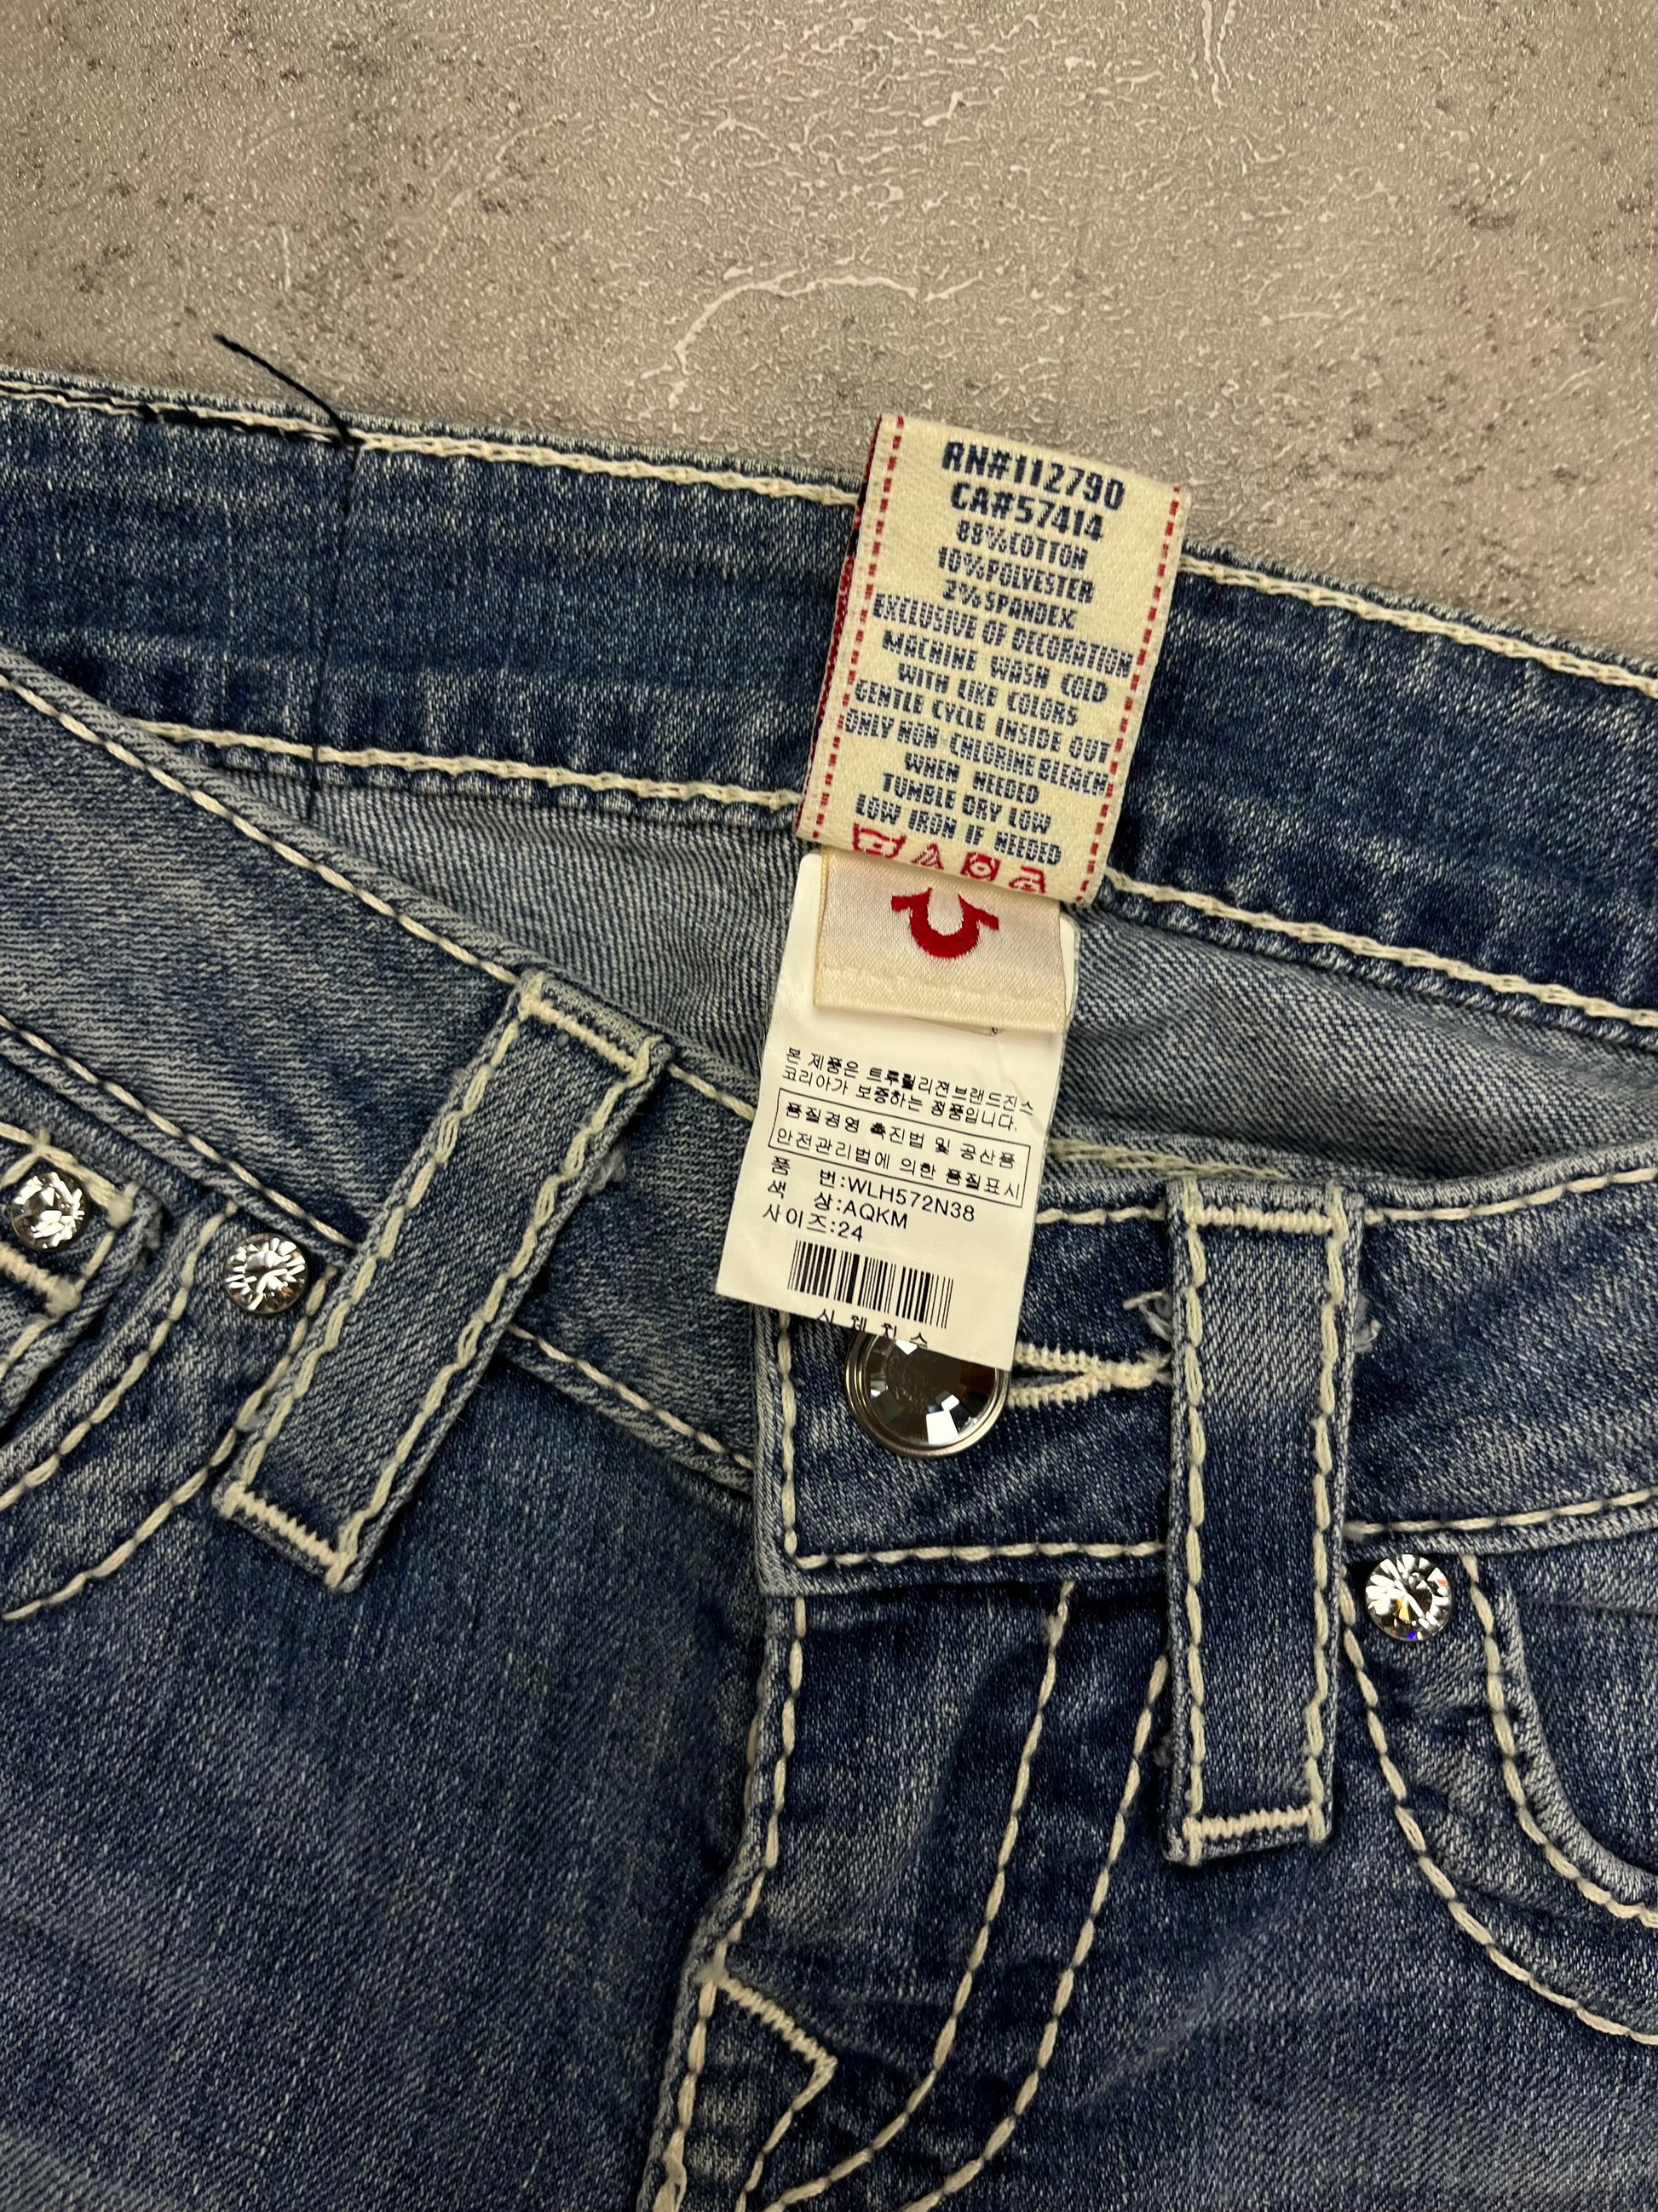 RN#112790
CA#57414
88%COTTON
10%POLYESTER
2%SPANDEX
EXCLUSIVE OF DECORATION
MACHINE WASH COLD
WITH LIKE COLORS
GENTLE CYCLE INSIDE OUT
ONLY NON-CHLORINE BLEACH
WHEN NEEDED
TUMBLE DRY LOW
LOW IRON IF NEEDED
본 제품은 트루릴리젼브랜드진스
코리아가 보증하는 정품입니다.
품질경영 촉진법 및 공산품
안전관리법에 의한 품질표시
품 번:WLH572N38
색 상:AQKM
사이즈:24